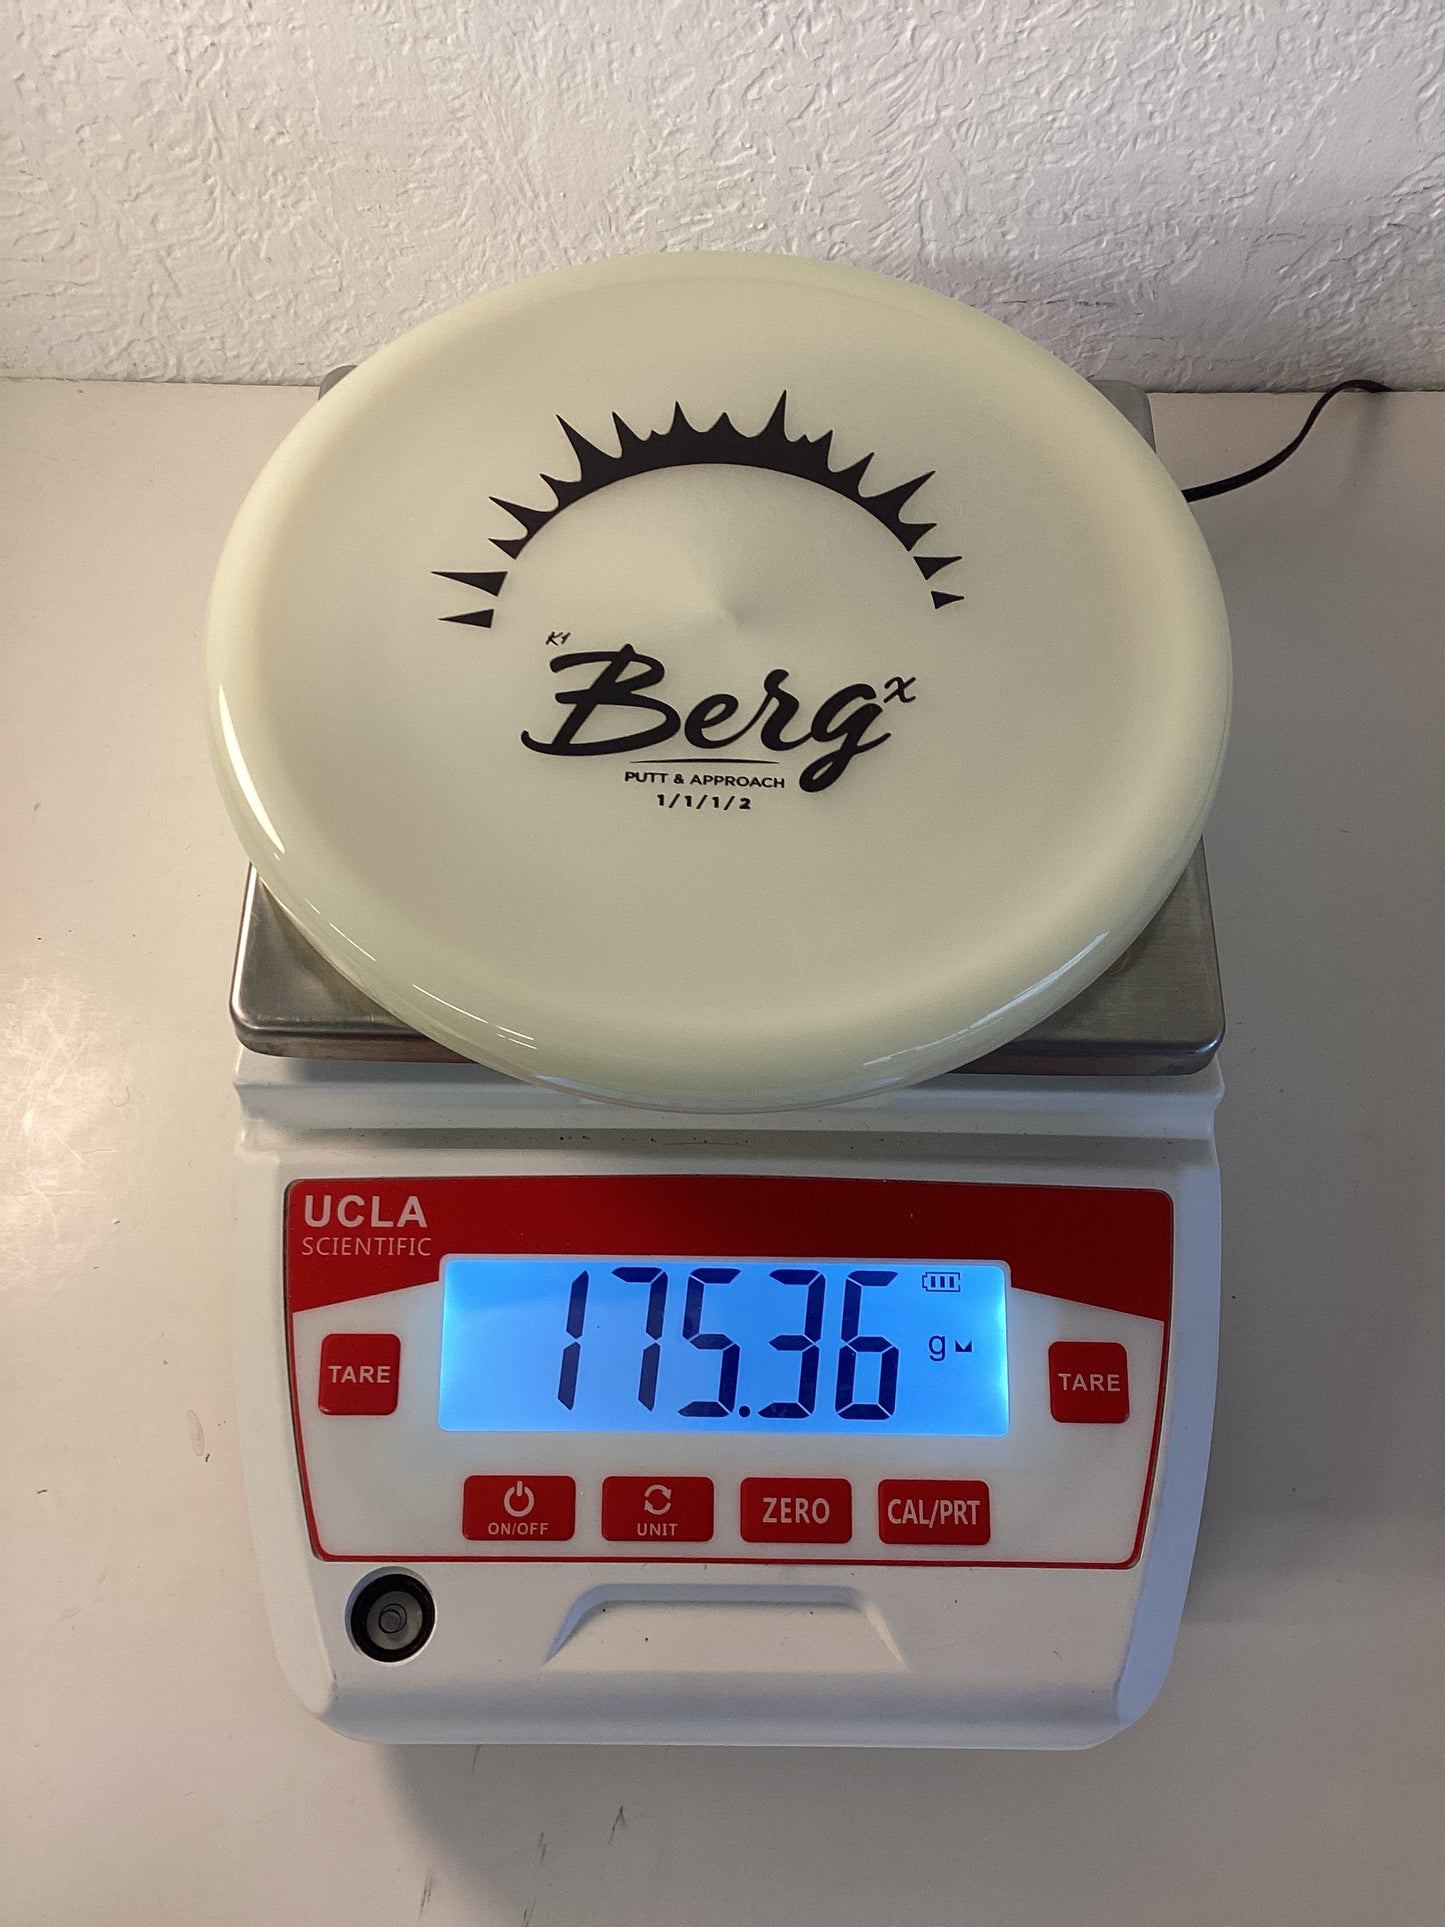 K1
Bergx
PUTT & APPROACH
1/1/1/2
UCLA
SCIENTIFIC
175.36
g
TARE
TARE
ON/OFF
UNIT
ZERO
CAL/PRT